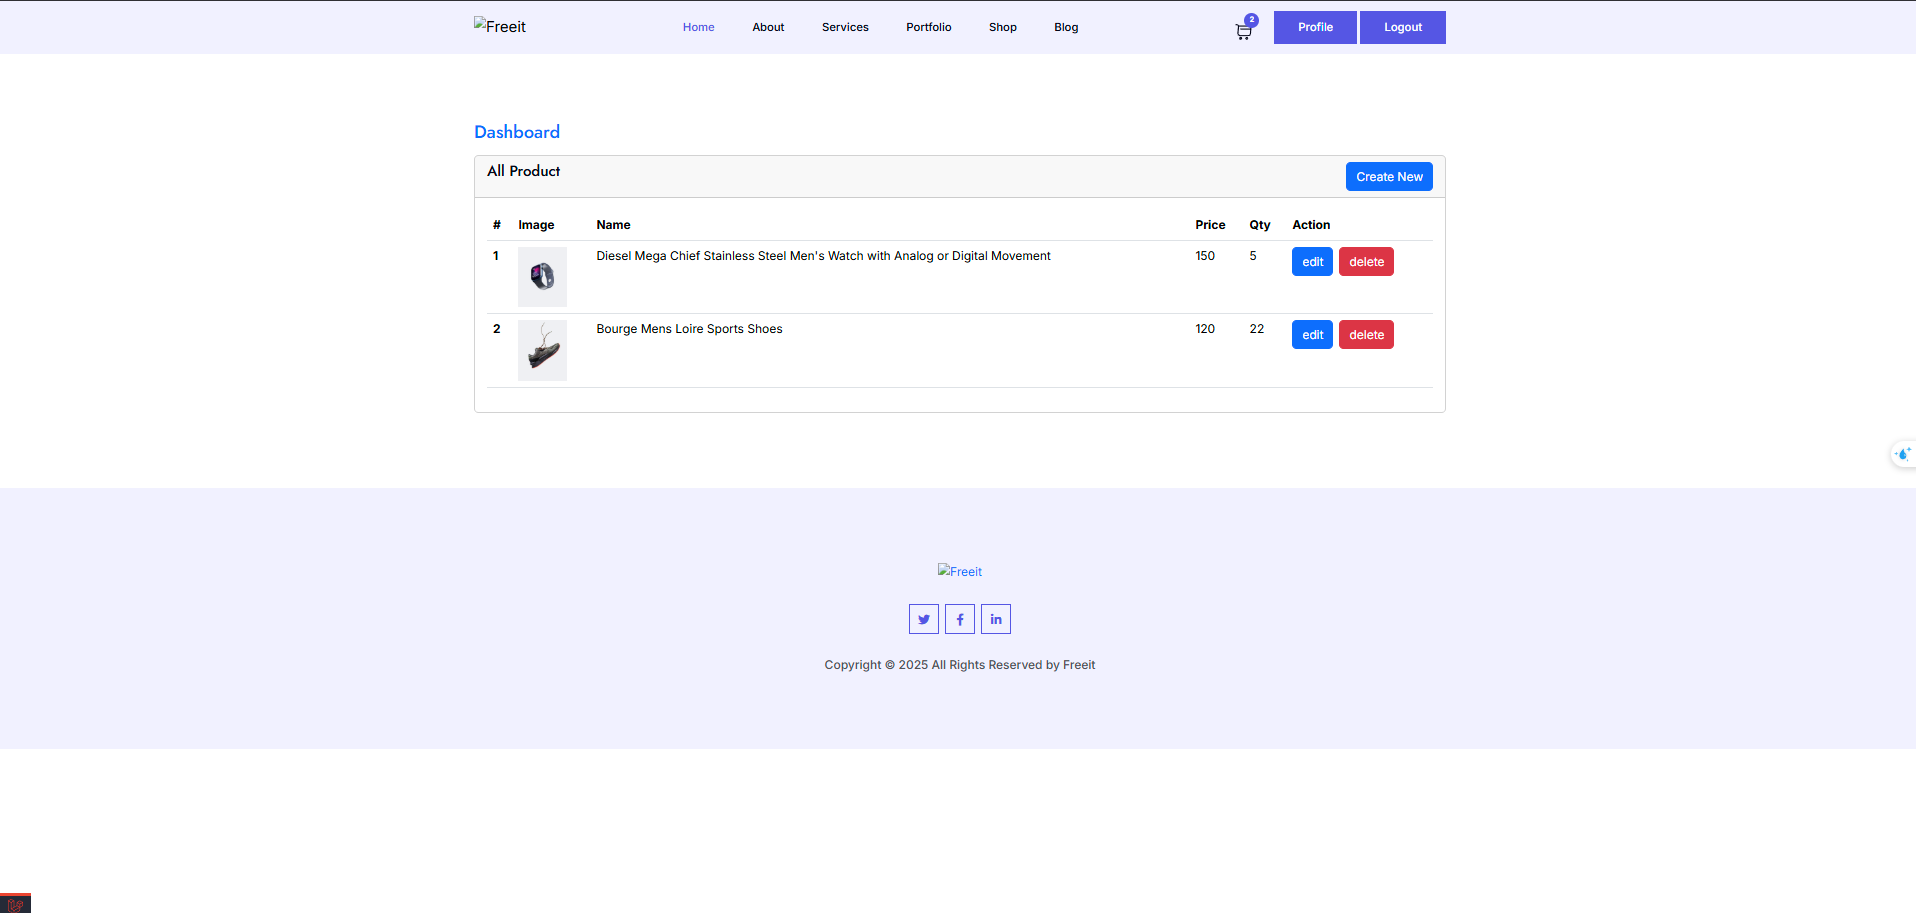 Freeit Home About Services Portfolio Shop Blog 2 Profile Logout
Dashboard
All Product Create New
# Image Name Price Qty Action
1 Diesel Mega Chief Stainless Steel Men's Watch with Analog or Digital Movement 150 5 edit delete
2 Bourge Mens Loire Sports Shoes 120 22 edit delete
Freeit
Copyright © 2025 All Rights Reserved by Freeit